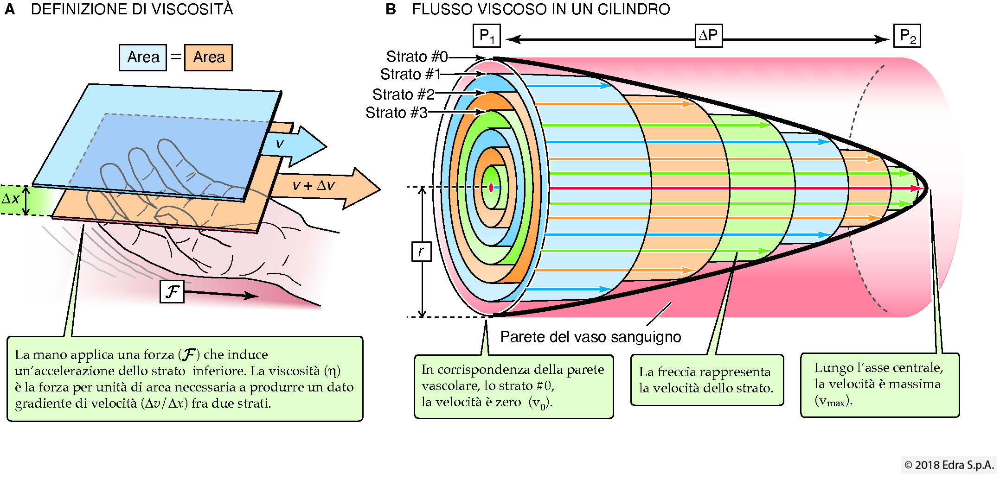 A DEFINIZIONE DI VISCOSITÀ
Area = Area
v
v + Δv
Δx
ℱ
La mano applica una forza (ℱ) che induce
un'accelerazione dello strato inferiore. La viscosità (η)
è la forza per unità di area necessaria a produrre un dato
gradiente di velocità (Δv/Δx) fra due strati.
B FLUSSO VISCOSO IN UN CILINDRO
P₁
ΔP
P₂
Strato #0
Strato #1
Strato #2
Strato #3
r
Parete del vaso sanguigno
In corrispondenza della parete
vascolare, lo strato #0,
la velocità è zero (v₀).
La freccia rappresenta
la velocità dello strato.
Lungo l'asse centrale,
la velocità è massima
(vmax).
© 2018 Edra S.p.A.